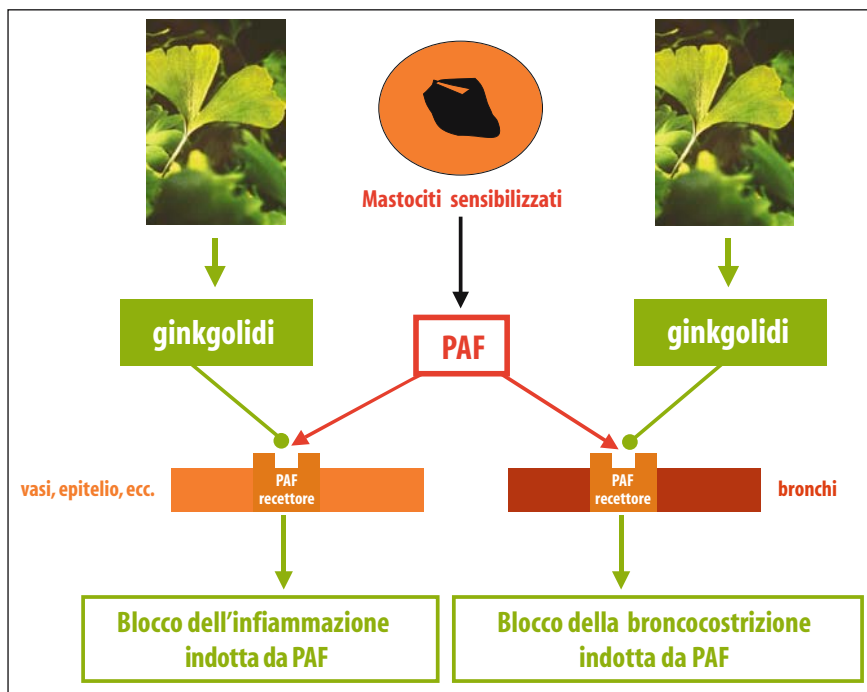 Mastociti sensibilizzati
ginkgolidi
PAF
ginkgolidi
vasi, epitelio, ecc.
PAF
recettore
PAF
recettore
bronchi
Blocco dell'infiammazione
indotta da PAF
Blocco della broncocostrizione
indotta da PAF